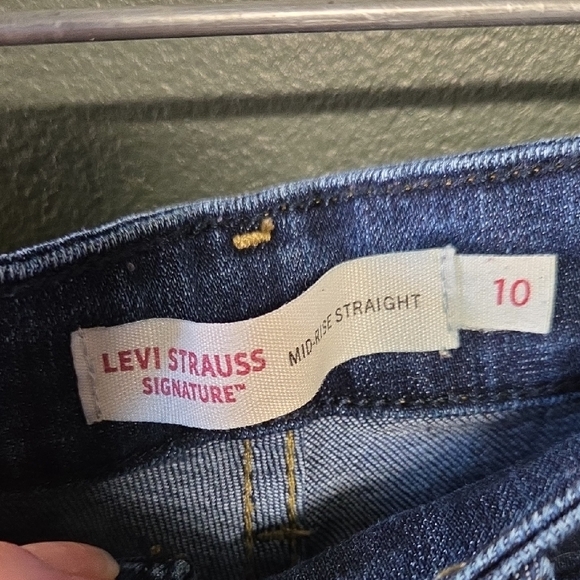 LEVI STRAUSS
SIGNATURE™
MID-RISE STRAIGHT
10